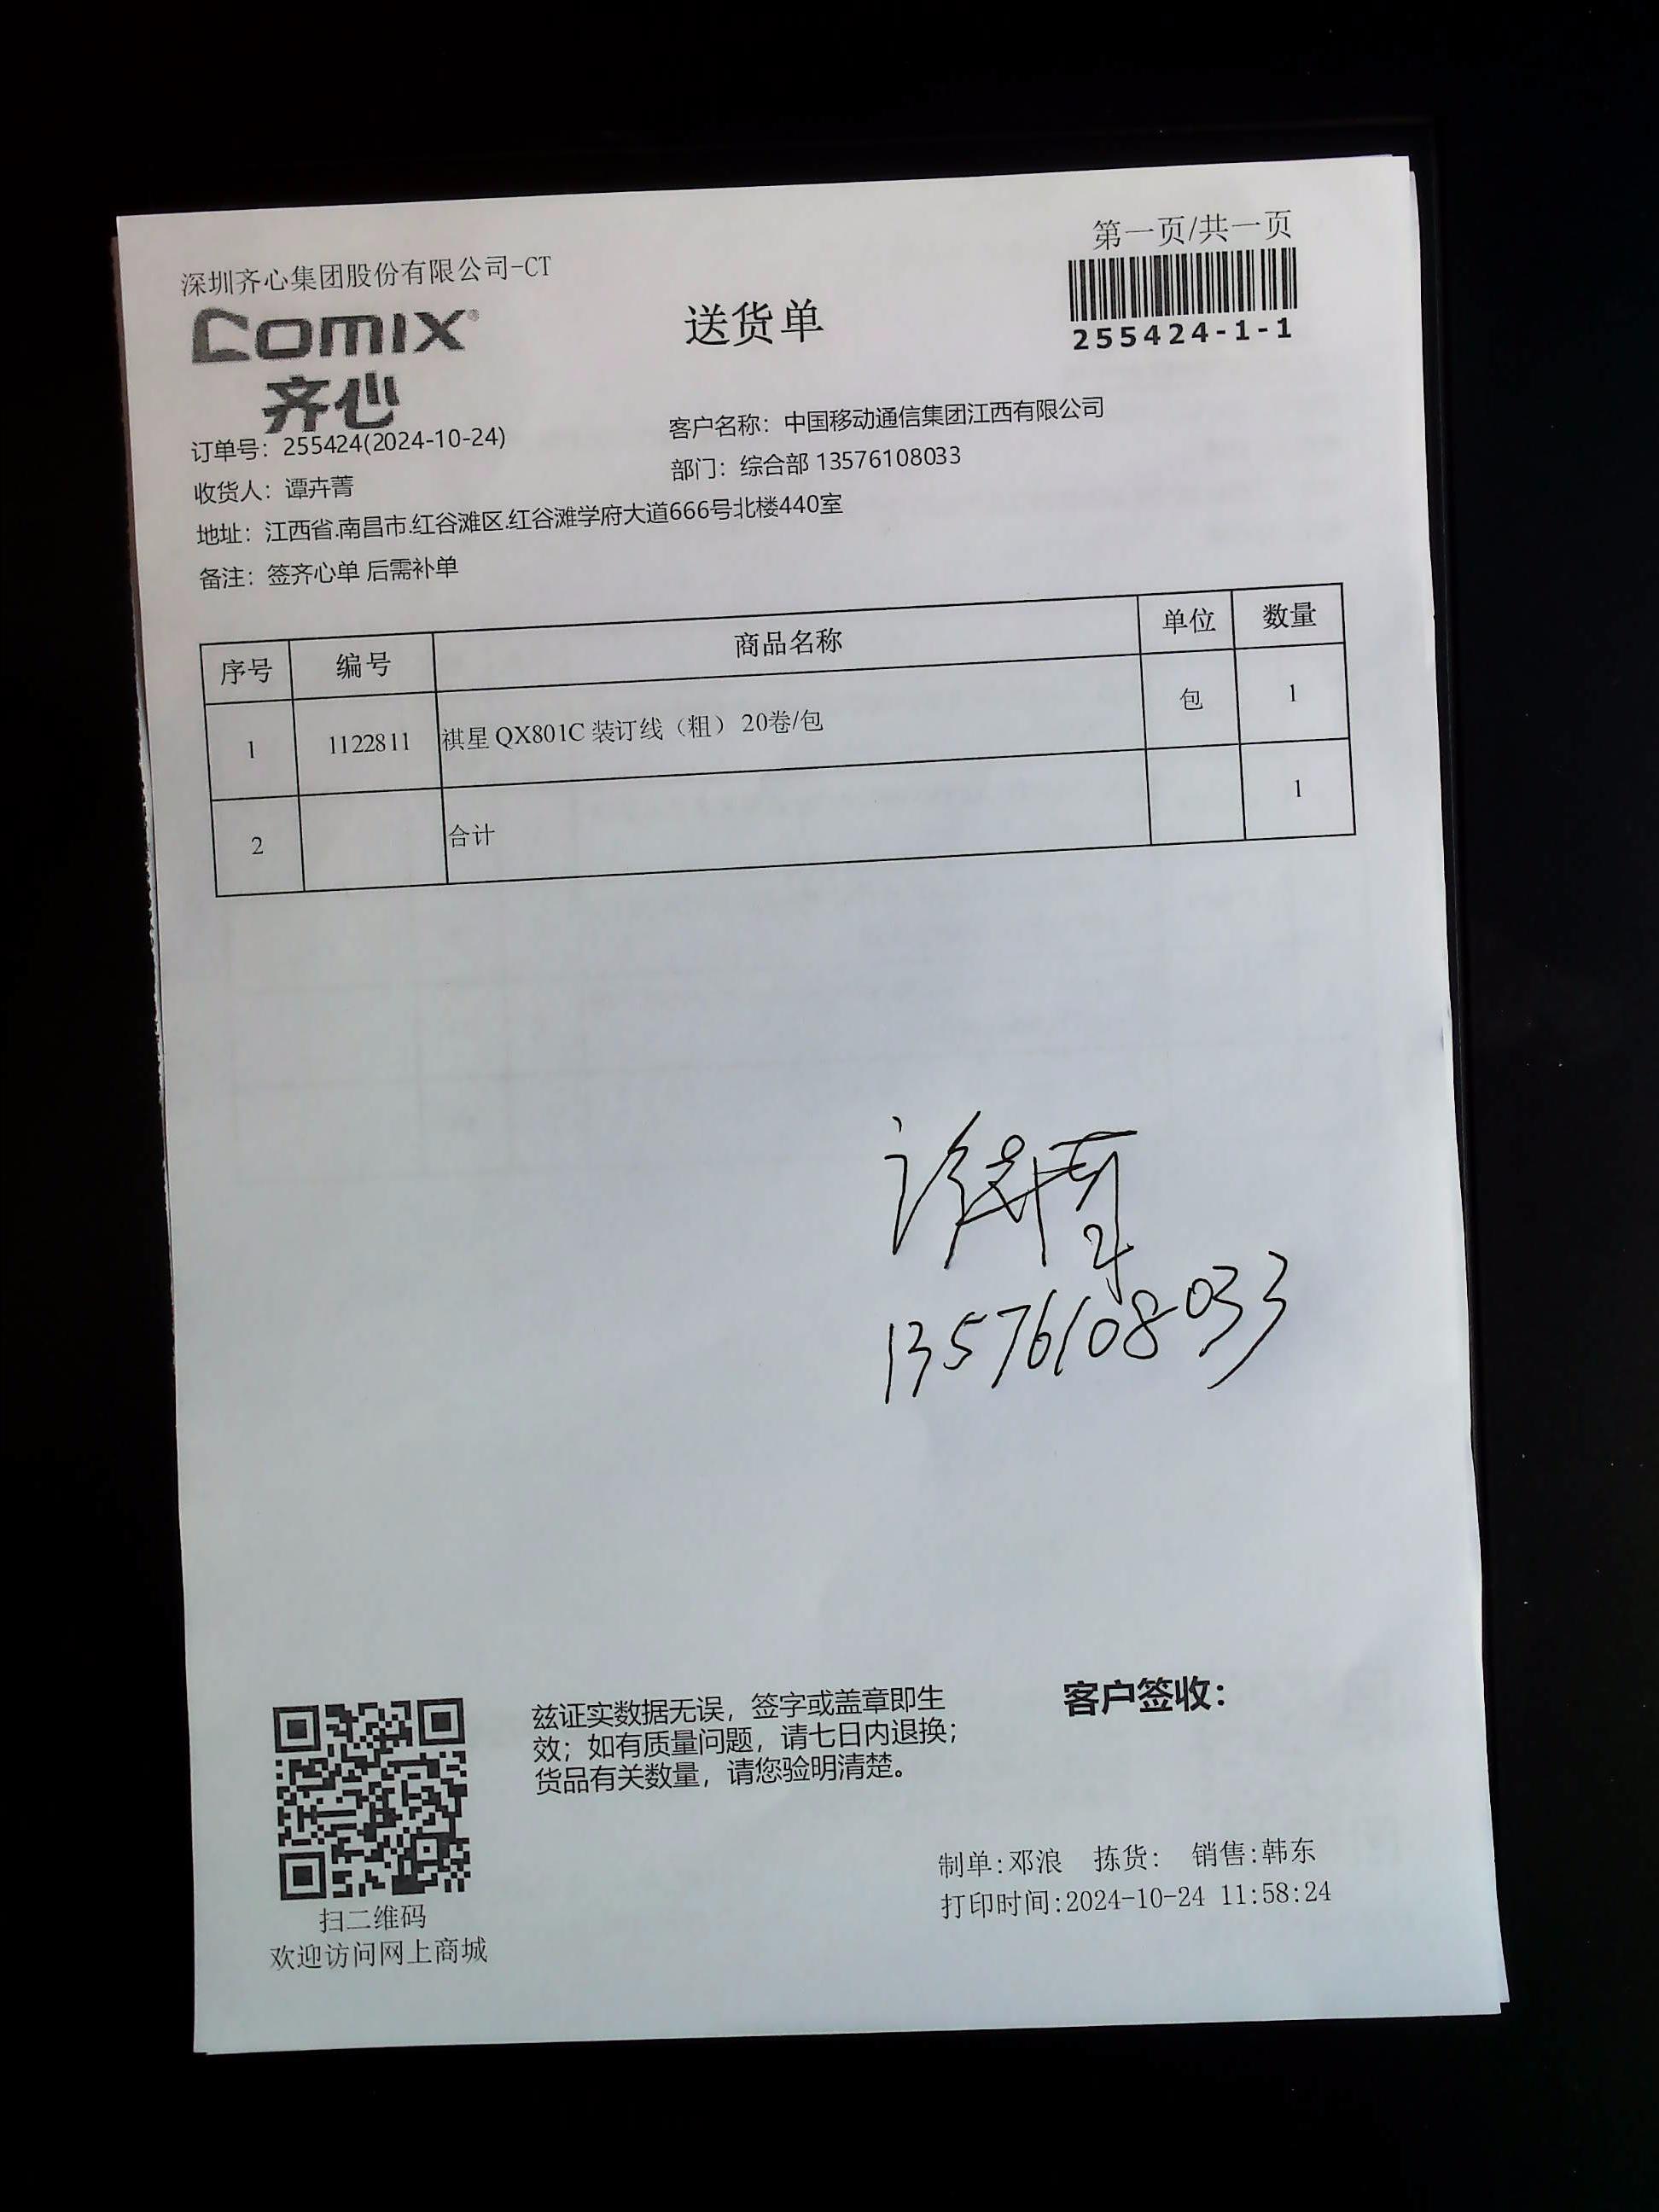 第一页/共一页
深圳齐心集团股份有限公司-CT
comix®
齐心
送货单
255424-1-1
订单号：255424(2024-10-24)
客户名称：中国移动通信集团江西有限公司
收货人：谭卉菁
部门：综合部 13576108033
地址：江西省.南昌市.红谷滩区.红谷滩学府大道666号北楼440室
备注：签齐心单 后需补单
序号 编号 商品名称 单位 数量
1 1122811 祺星 QX801C 装订线（粗） 20卷/包 包 1
2 合计 1
13576108033
兹证实数据无误，签字或盖章即生
效；如有质量问题，请七日内退换；
货品有关数量，请您验明清楚。
客户签收：
制单:邓浪 拣货: 销售:韩东
打印时间:2024-10-24 11:58:24
扫二维码
欢迎访问网上商城